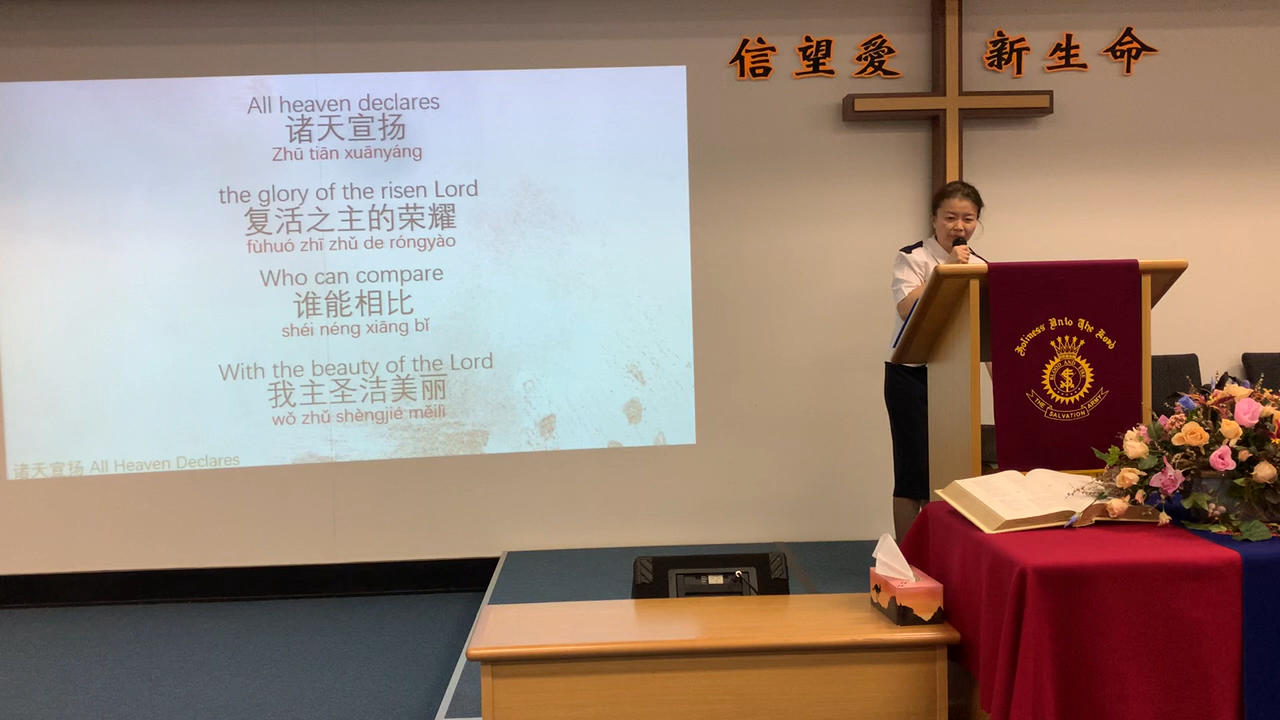 信望愛 新生命
All heaven declares
诸天宣扬
Zhū tiān xuānyáng
the glory of the risen Lord
复活之主的荣耀
fùhuó zhī zhǔ de róngyào
Who can compare
谁能相比
shéi néng xiāng bǐ
With the beauty of the Lord
我主圣洁美丽
wǒ zhǔ shèngjié měilì
诸天宣扬 All Heaven Declares
Holiness Unto The Lord
BLOOD AND FIRE
THE SALVATION ARMY